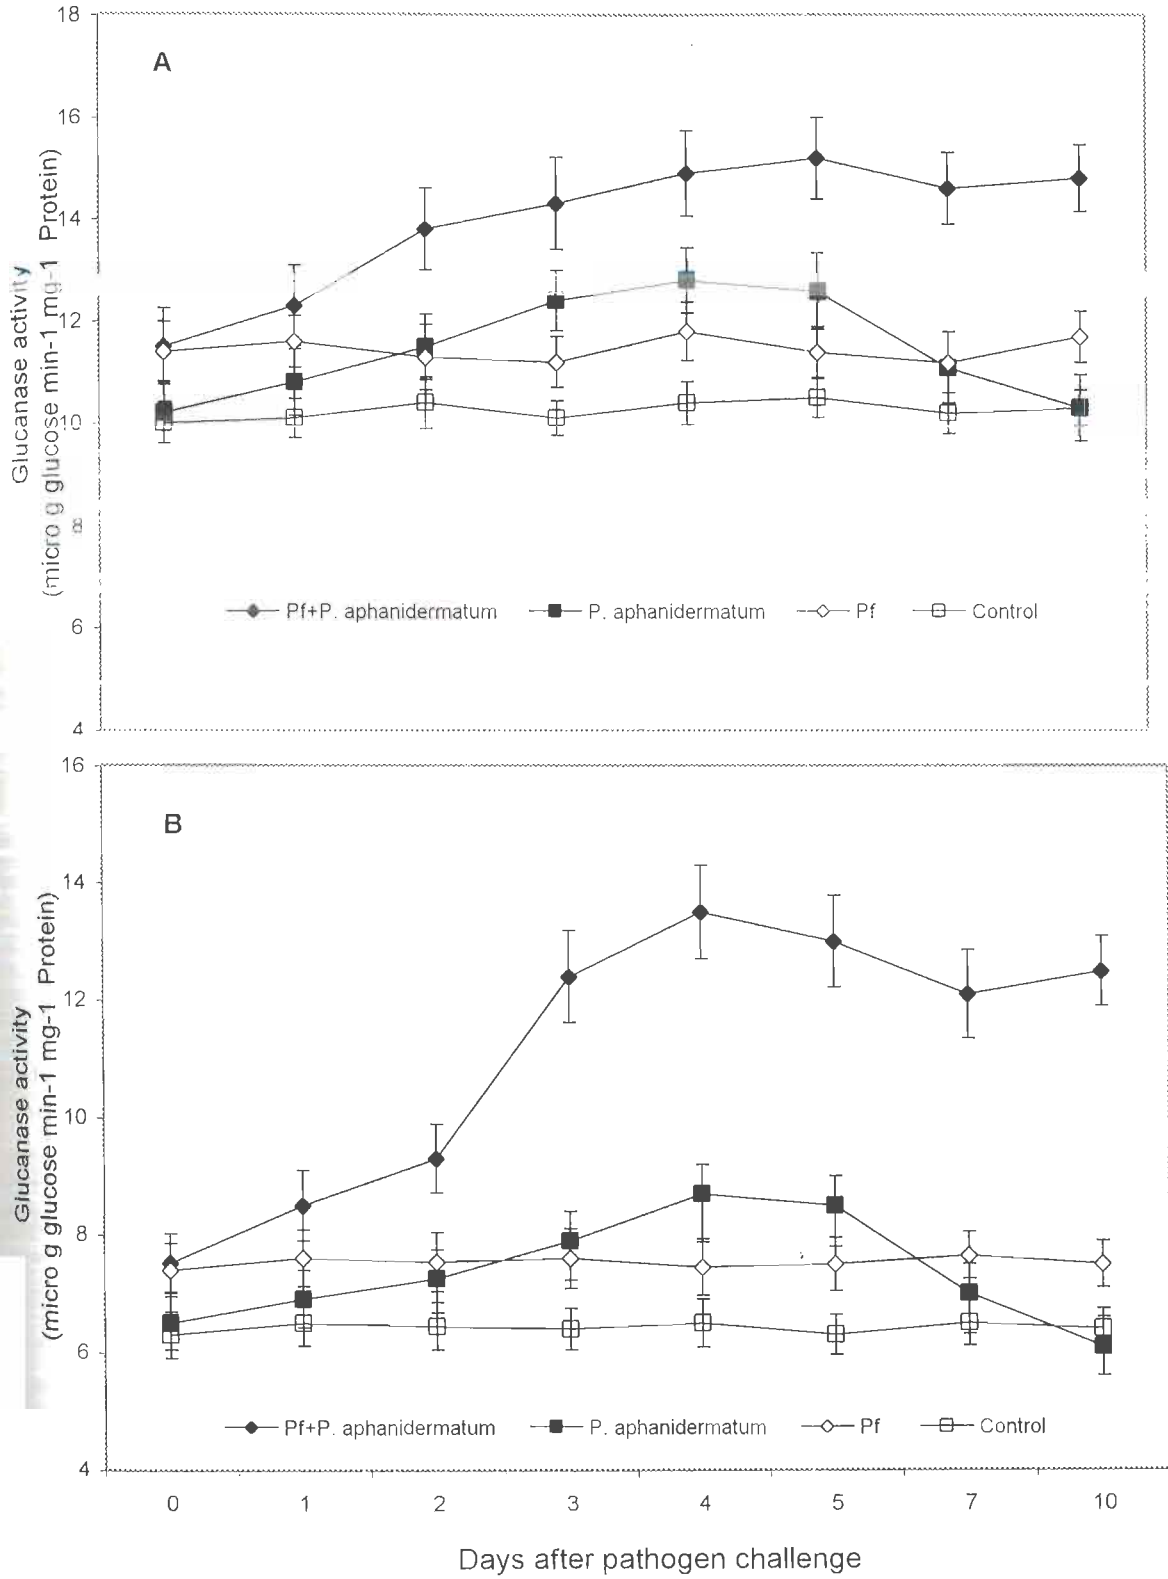 18
A
16
14
12
10
8
6
4
Glucanase activity
(micro g glucose min-1 mg-1 Protein)
Pf+P. aphanidermatum P. aphanidermatum Pf Control
16
B
14
12
10
8
6
4
Glucanase activity
(micro g glucose min-1 mg-1 Protein)
Pf+P. aphanidermatum P. aphanidermatum Pf Control
0 1 2 3 4 5 7 10
Days after pathogen challenge